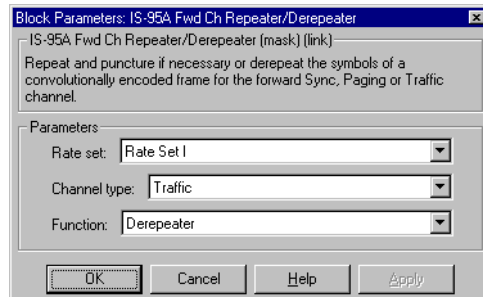 Block Parameters: IS-95A Fwd Ch Repeater/Derepeater
IS-95A Fwd Ch Repeater/Derepeater (mask) (link)
Repeat and puncture if necessary or derepeat the symbols of a
convolutionally encoded frame for the forward Sync, Paging or Traffic
channel.
Parameters
Rate set: Rate Set I
Channel type: Traffic
Function: Derepeater
OK Cancel Help Apply